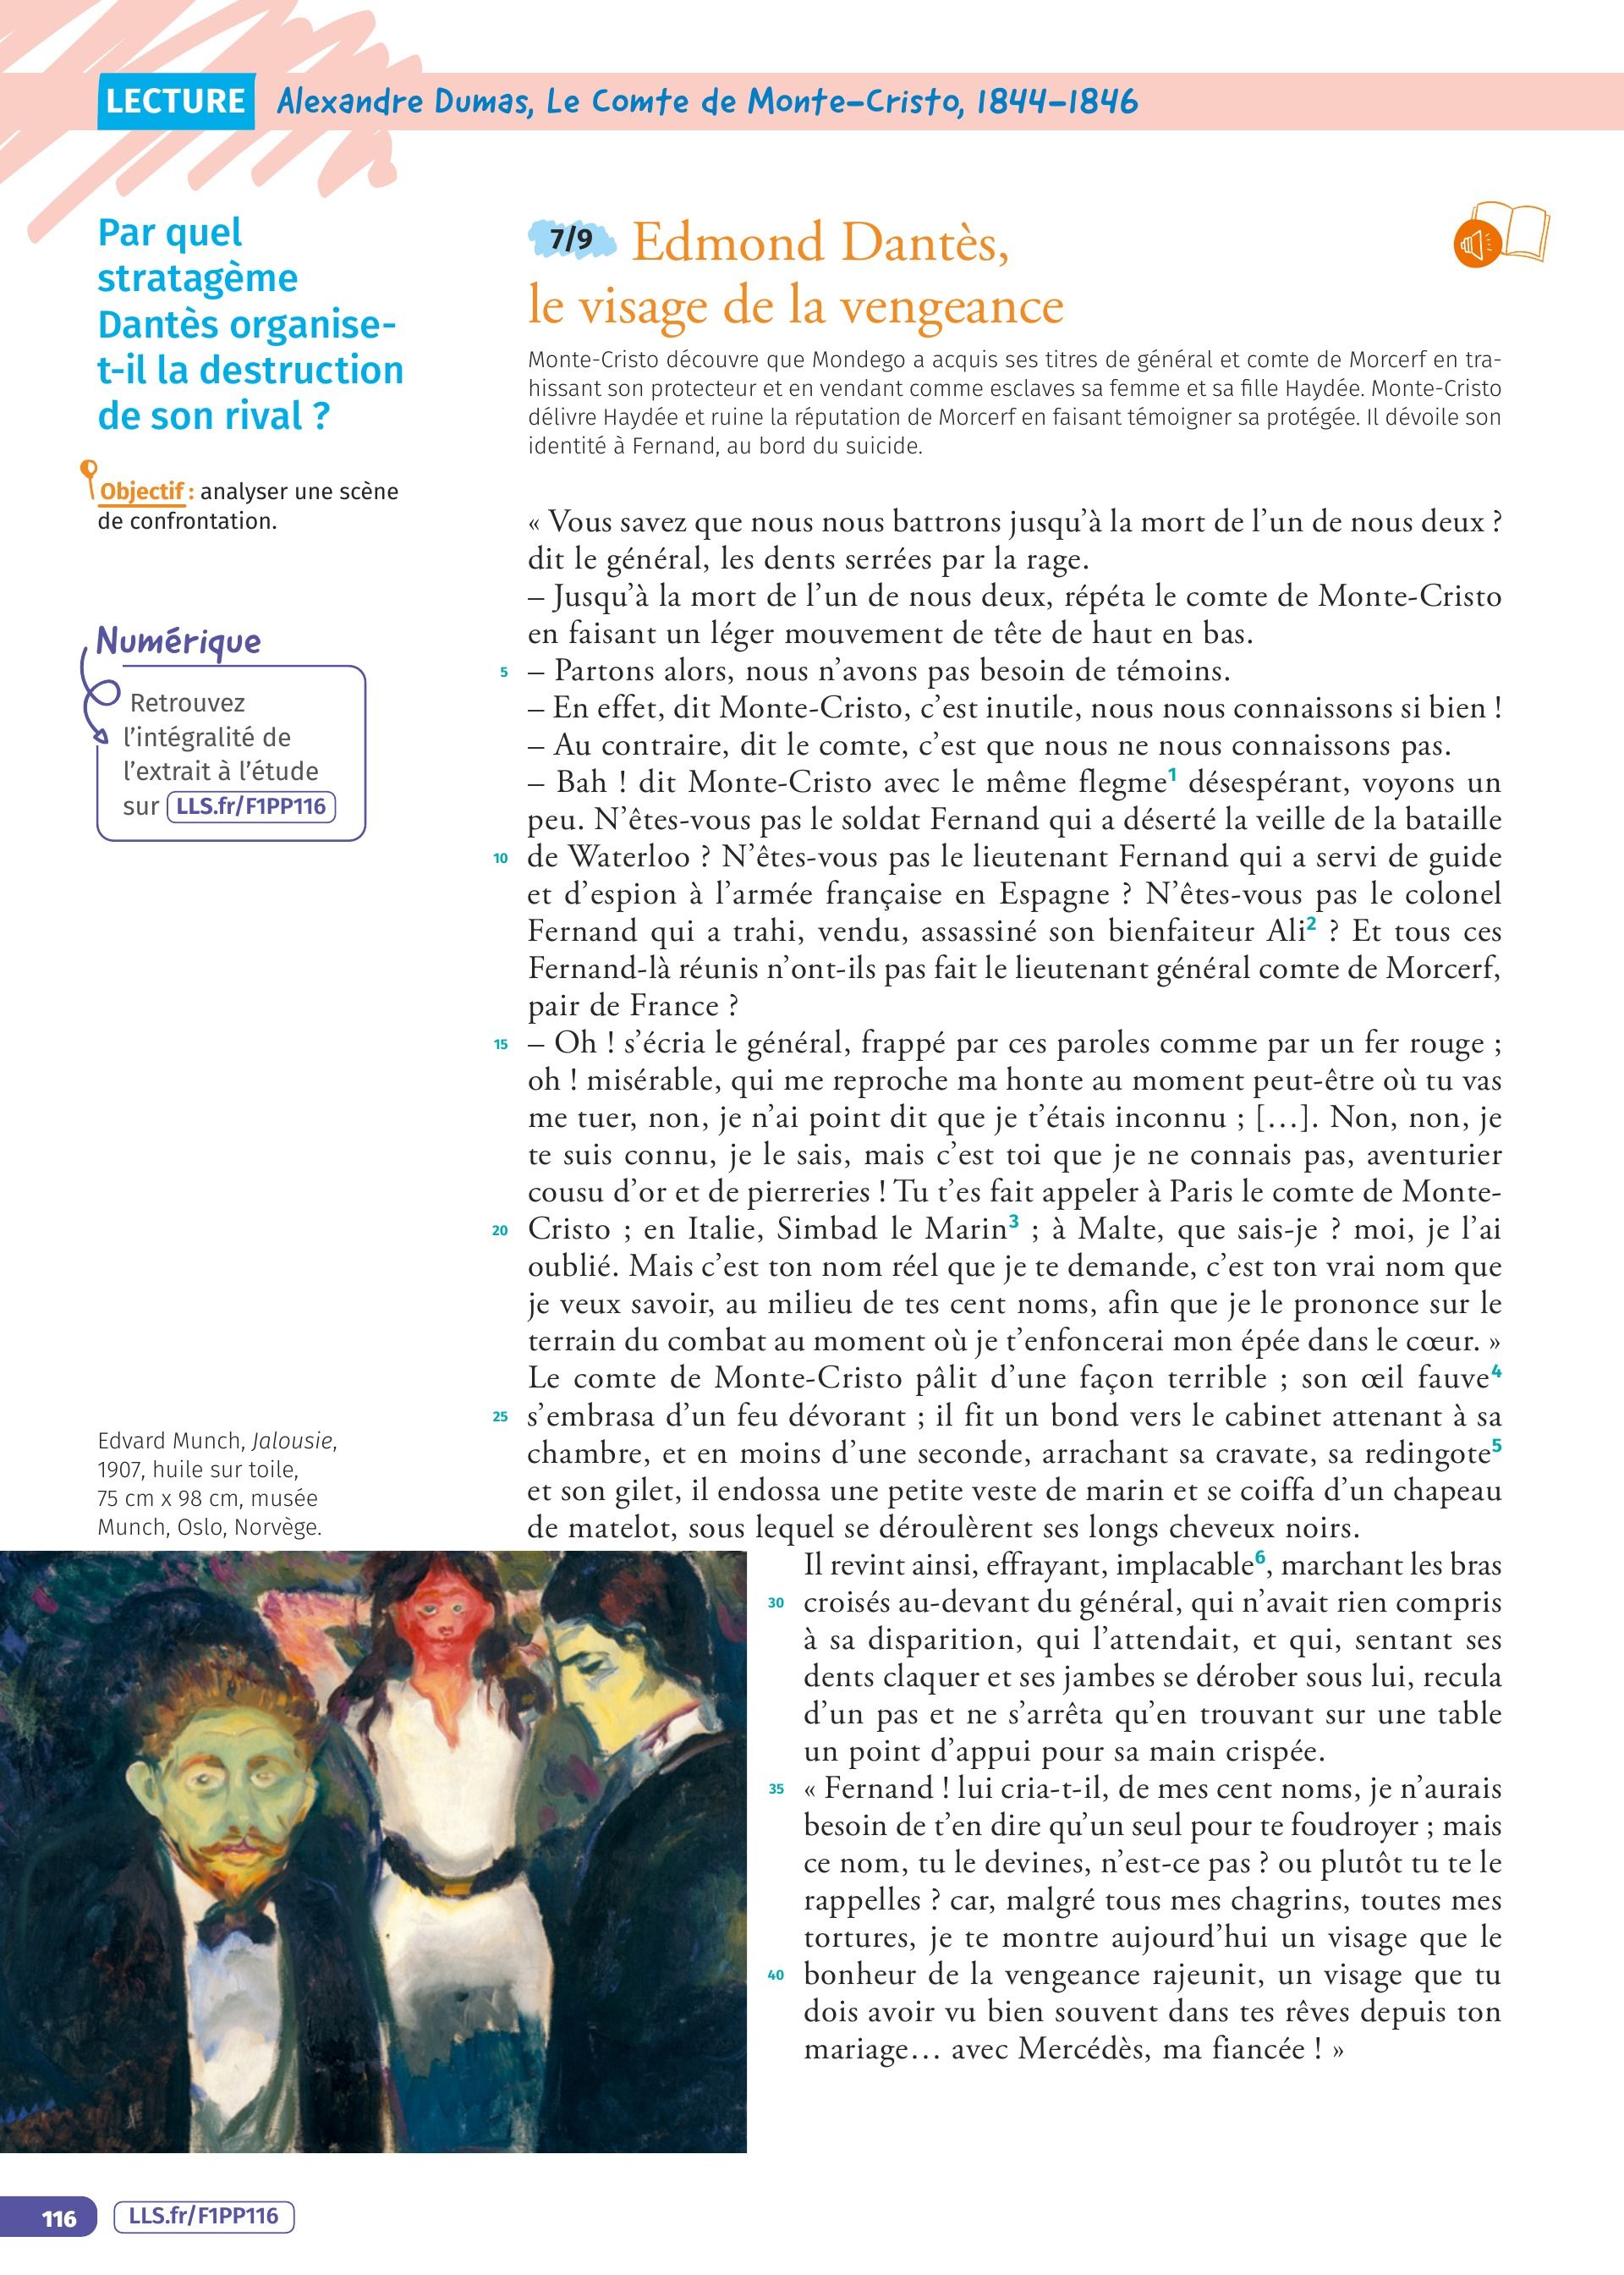 LECTURE Alexandre Dumas, Le Comte de Monte-Cristo, 1844-1846
Par quel
stratagème
Dantès organise-
t-il la destruction
de son rival ?
Objectif : analyser une scène
de confrontation.
Numérique
Retrouvez
l'intégralité de
l'extrait à l'étude
sur LLS.fr/F1PP116
7/9 Edmond Dantès,
le visage de la vengeance
Monte-Cristo découvre que Mondego a acquis ses titres de général et comte de Morcerf en tra-
hissant son protecteur et en vendant comme esclaves sa femme et sa fille Haydée. Monte-Cristo
délivre Haydée et ruine la réputation de Morcerf en faisant témoigner sa protégée. Il dévoile son
identité à Fernand, au bord du suicide.
« Vous savez que nous nous battrons jusqu'à la mort de l'un de nous deux ?
dit le général, les dents serrées par la rage.
– Jusqu'à la mort de l'un de nous deux, répéta le comte de Monte-Cristo
en faisant un léger mouvement de tête de haut en bas.
5 – Partons alors, nous n'avons pas besoin de témoins.
– En effet, dit Monte-Cristo, c'est inutile, nous nous connaissons si bien !
– Au contraire, dit le comte, c'est que nous ne nous connaissons pas.
– Bah ! dit Monte-Cristo avec le même flegme1 désespérant, voyons un
peu. N'êtes-vous pas le soldat Fernand qui a déserté la veille de la bataille
10 de Waterloo ? N'êtes-vous pas le lieutenant Fernand qui a servi de guide
et d'espion à l'armée française en Espagne ? N'êtes-vous pas le colonel
Fernand qui a trahi, vendu, assassiné son bienfaiteur Ali2 ? Et tous ces
Fernand-là réunis n'ont-ils pas fait le lieutenant général comte de Morcerf,
pair de France ?
15 – Oh ! s'écria le général, frappé par ces paroles comme par un fer rouge ;
oh ! misérable, qui me reproche ma honte au moment peut-être où tu vas
me tuer, non, je n'ai point dit que je t'étais inconnu ; […]. Non, non, je
te suis connu, je le sais, mais c'est toi que je ne connais pas, aventurier
cousu d'or et de pierreries ! Tu t'es fait appeler à Paris le comte de Monte-
20 Cristo ; en Italie, Simbad le Marin3 ; à Malte, que sais-je ? moi, je l'ai
oublié. Mais c'est ton nom réel que je te demande, c'est ton vrai nom que
je veux savoir, au milieu de tes cent noms, afin que je le prononce sur le
terrain du combat au moment où je t'enfoncerai mon épée dans le cœur. »
Le comte de Monte-Cristo pâlit d'une façon terrible ; son œil fauve4
25 s'embrasa d'un feu dévorant ; il fit un bond vers le cabinet attenant à sa
chambre, et en moins d'une seconde, arrachant sa cravate, sa redingote5
et son gilet, il endossa une petite veste de marin et se coiffa d'un chapeau
de matelot, sous lequel se déroulèrent ses longs cheveux noirs.
Il revint ainsi, effrayant, implacable6, marchant les bras
30 croisés au-devant du général, qui n'avait rien compris
à sa disparition, qui l'attendait, et qui, sentant ses
dents claquer et ses jambes se dérober sous lui, recula
d'un pas et ne s'arrêta qu'en trouvant sur une table
un point d'appui pour sa main crispée.
35 « Fernand ! lui cria-t-il, de mes cent noms, je n'aurais
besoin de t'en dire qu'un seul pour te foudroyer ; mais
ce nom, tu le devines, n'est-ce pas ? ou plutôt tu te le
rappelles ? car, malgré tous mes chagrins, toutes mes
tortures, je te montre aujourd'hui un visage que le
40 bonheur de la vengeance rajeunit, un visage que tu
dois avoir vu bien souvent dans tes rêves depuis ton
mariage… avec Mercédès, ma fiancée ! »
Edvard Munch, Jalousie,
1907, huile sur toile,
75 cm x 98 cm, musée
Munch, Oslo, Norvège.
116 LLS.fr/F1PP116